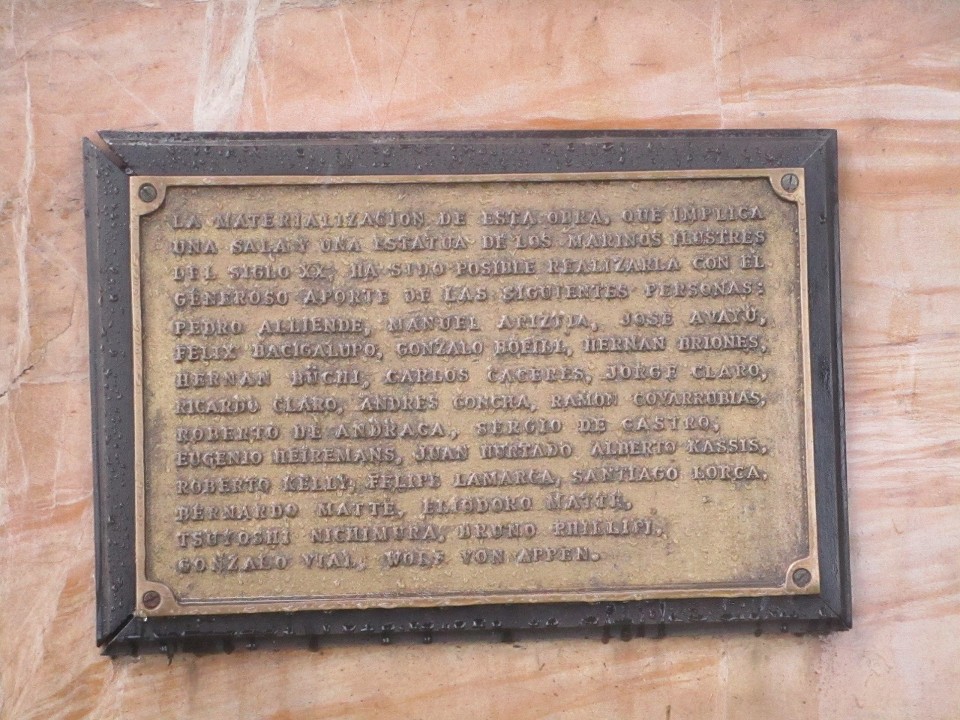 LA MATERIALIZACION DE ESTA OBRA, QUE IMPLICA
UNA SALA Y UNA ESTATUA DE LOS MARINOS ILUSTRES
DEL SIGLO XX, HA SIDO POSIBLE REALIZARLA CON EL
GENEROSO APORTE DE LAS SIGUIENTES PERSONAS:
PEDRO ALLIENDE, MANUEL ARIZTIA, JOSE AYAYÚ,
FELIX BACIGALUPO, GONZALO BOFILL, HERNAN BRIONES,
HERNAN BÜCHI, CARLOS CACERES, JORGE CLARO,
RICARDO CLARO, ANDRES CONCHA, RAMON COVARRUBIAS,
ROBERTO DE ANDRACA, SERGIO DE CASTRO,
EUGENIO HEIREMANS, JUAN HURTADO ALBERTO KASSIS,
ROBERTO KELLY, FELIPE LAMARCA, SANTIAGO LORCA,
BERNARDO MATTE, ELIODORO MATTE,
TSUYOSHI NICHIMURA, BRUNO PHILLIPI,
GONZALO VIAL, WOLF VON APPEN.